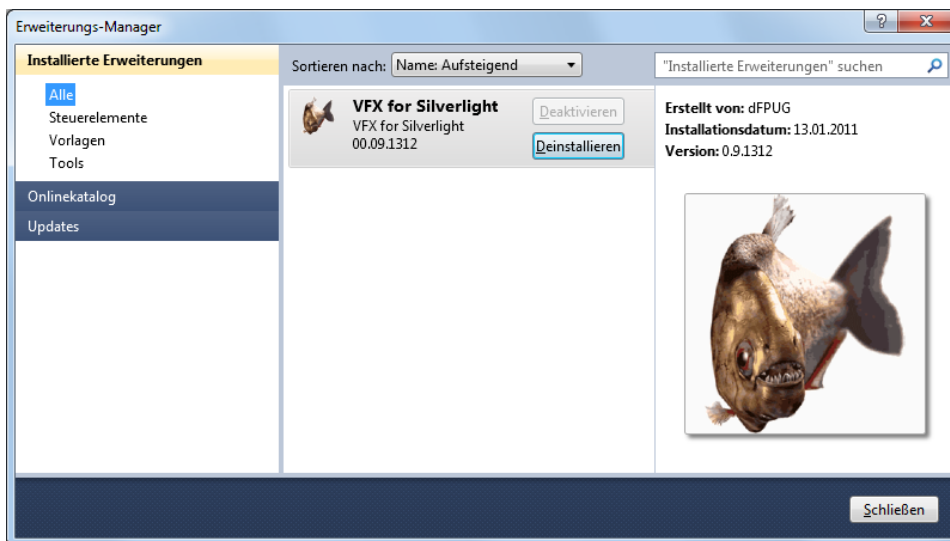 Erweiterungs-Manager
Installierte Erweiterungen
Alle
Steuerelemente
Vorlagen
Tools
Onlinekatalog
Updates
Sortieren nach: Name: Aufsteigend
VFX for Silverlight
VFX for Silverlight
00.09.1312
Deaktivieren
Deinstallieren
"Installierte Erweiterungen" suchen
Erstellt von: dFPUG
Installationsdatum: 13.01.2011
Version: 0.9.1312
Schließen